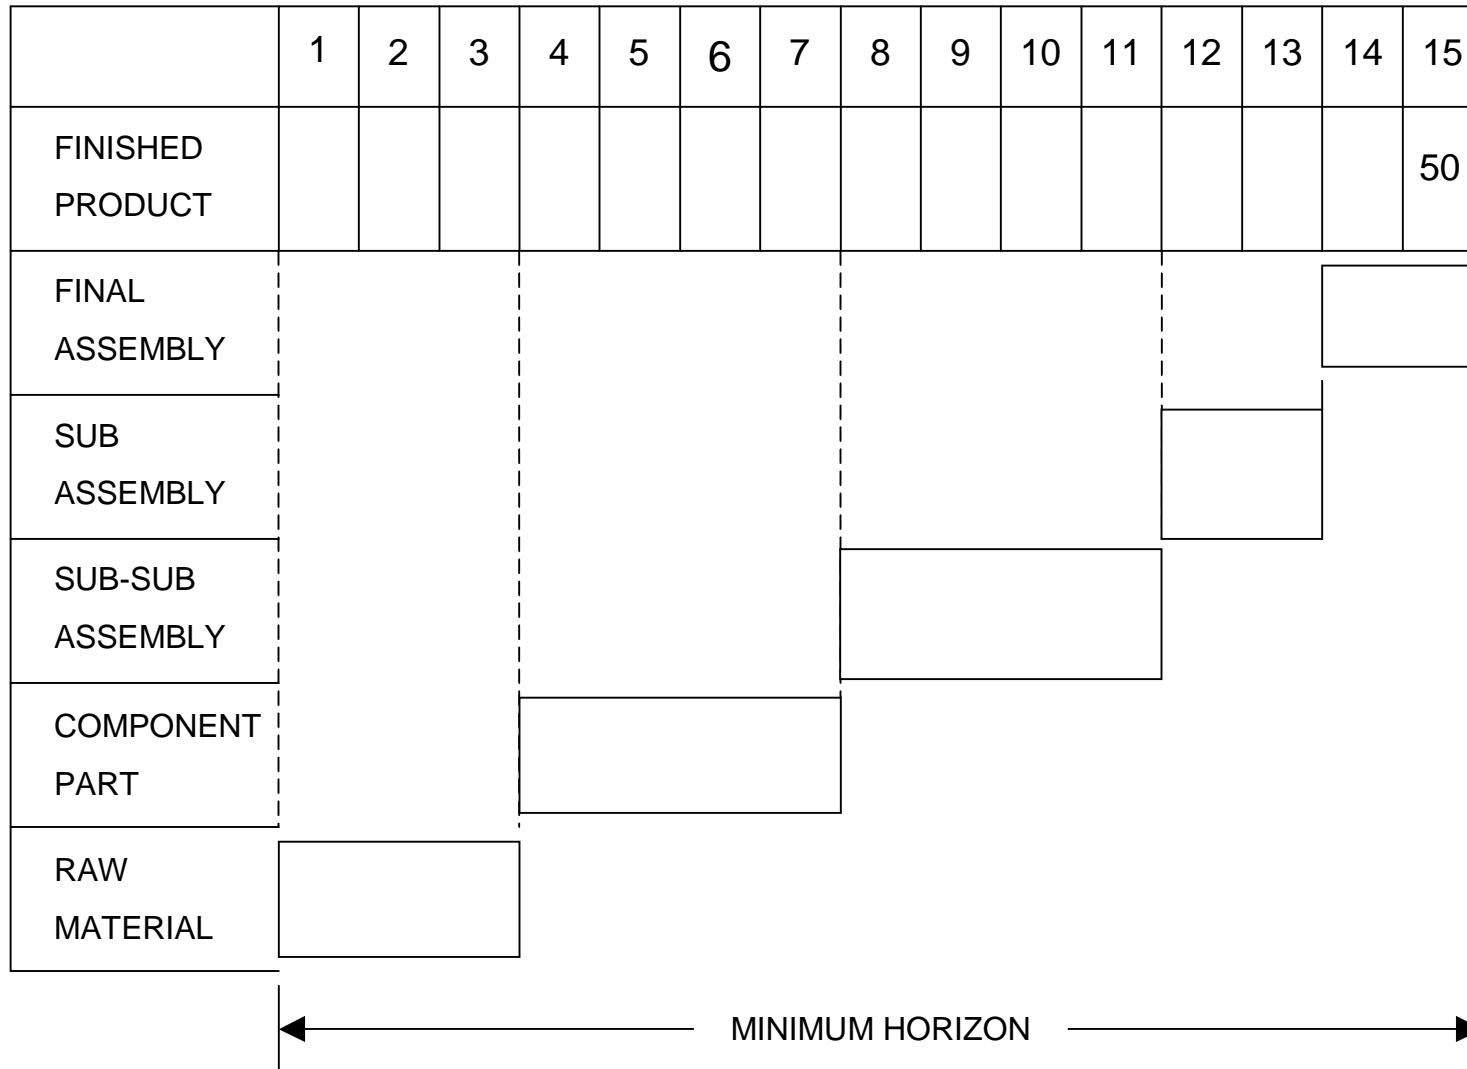 1 2 3 4 5 6 7 8 9 10 11 12 13 14 15
FINISHED
PRODUCT
50
FINAL
ASSEMBLY
SUB
ASSEMBLY
SUB-SUB
ASSEMBLY
COMPONENT
PART
RAW
MATERIAL
MINIMUM HORIZON